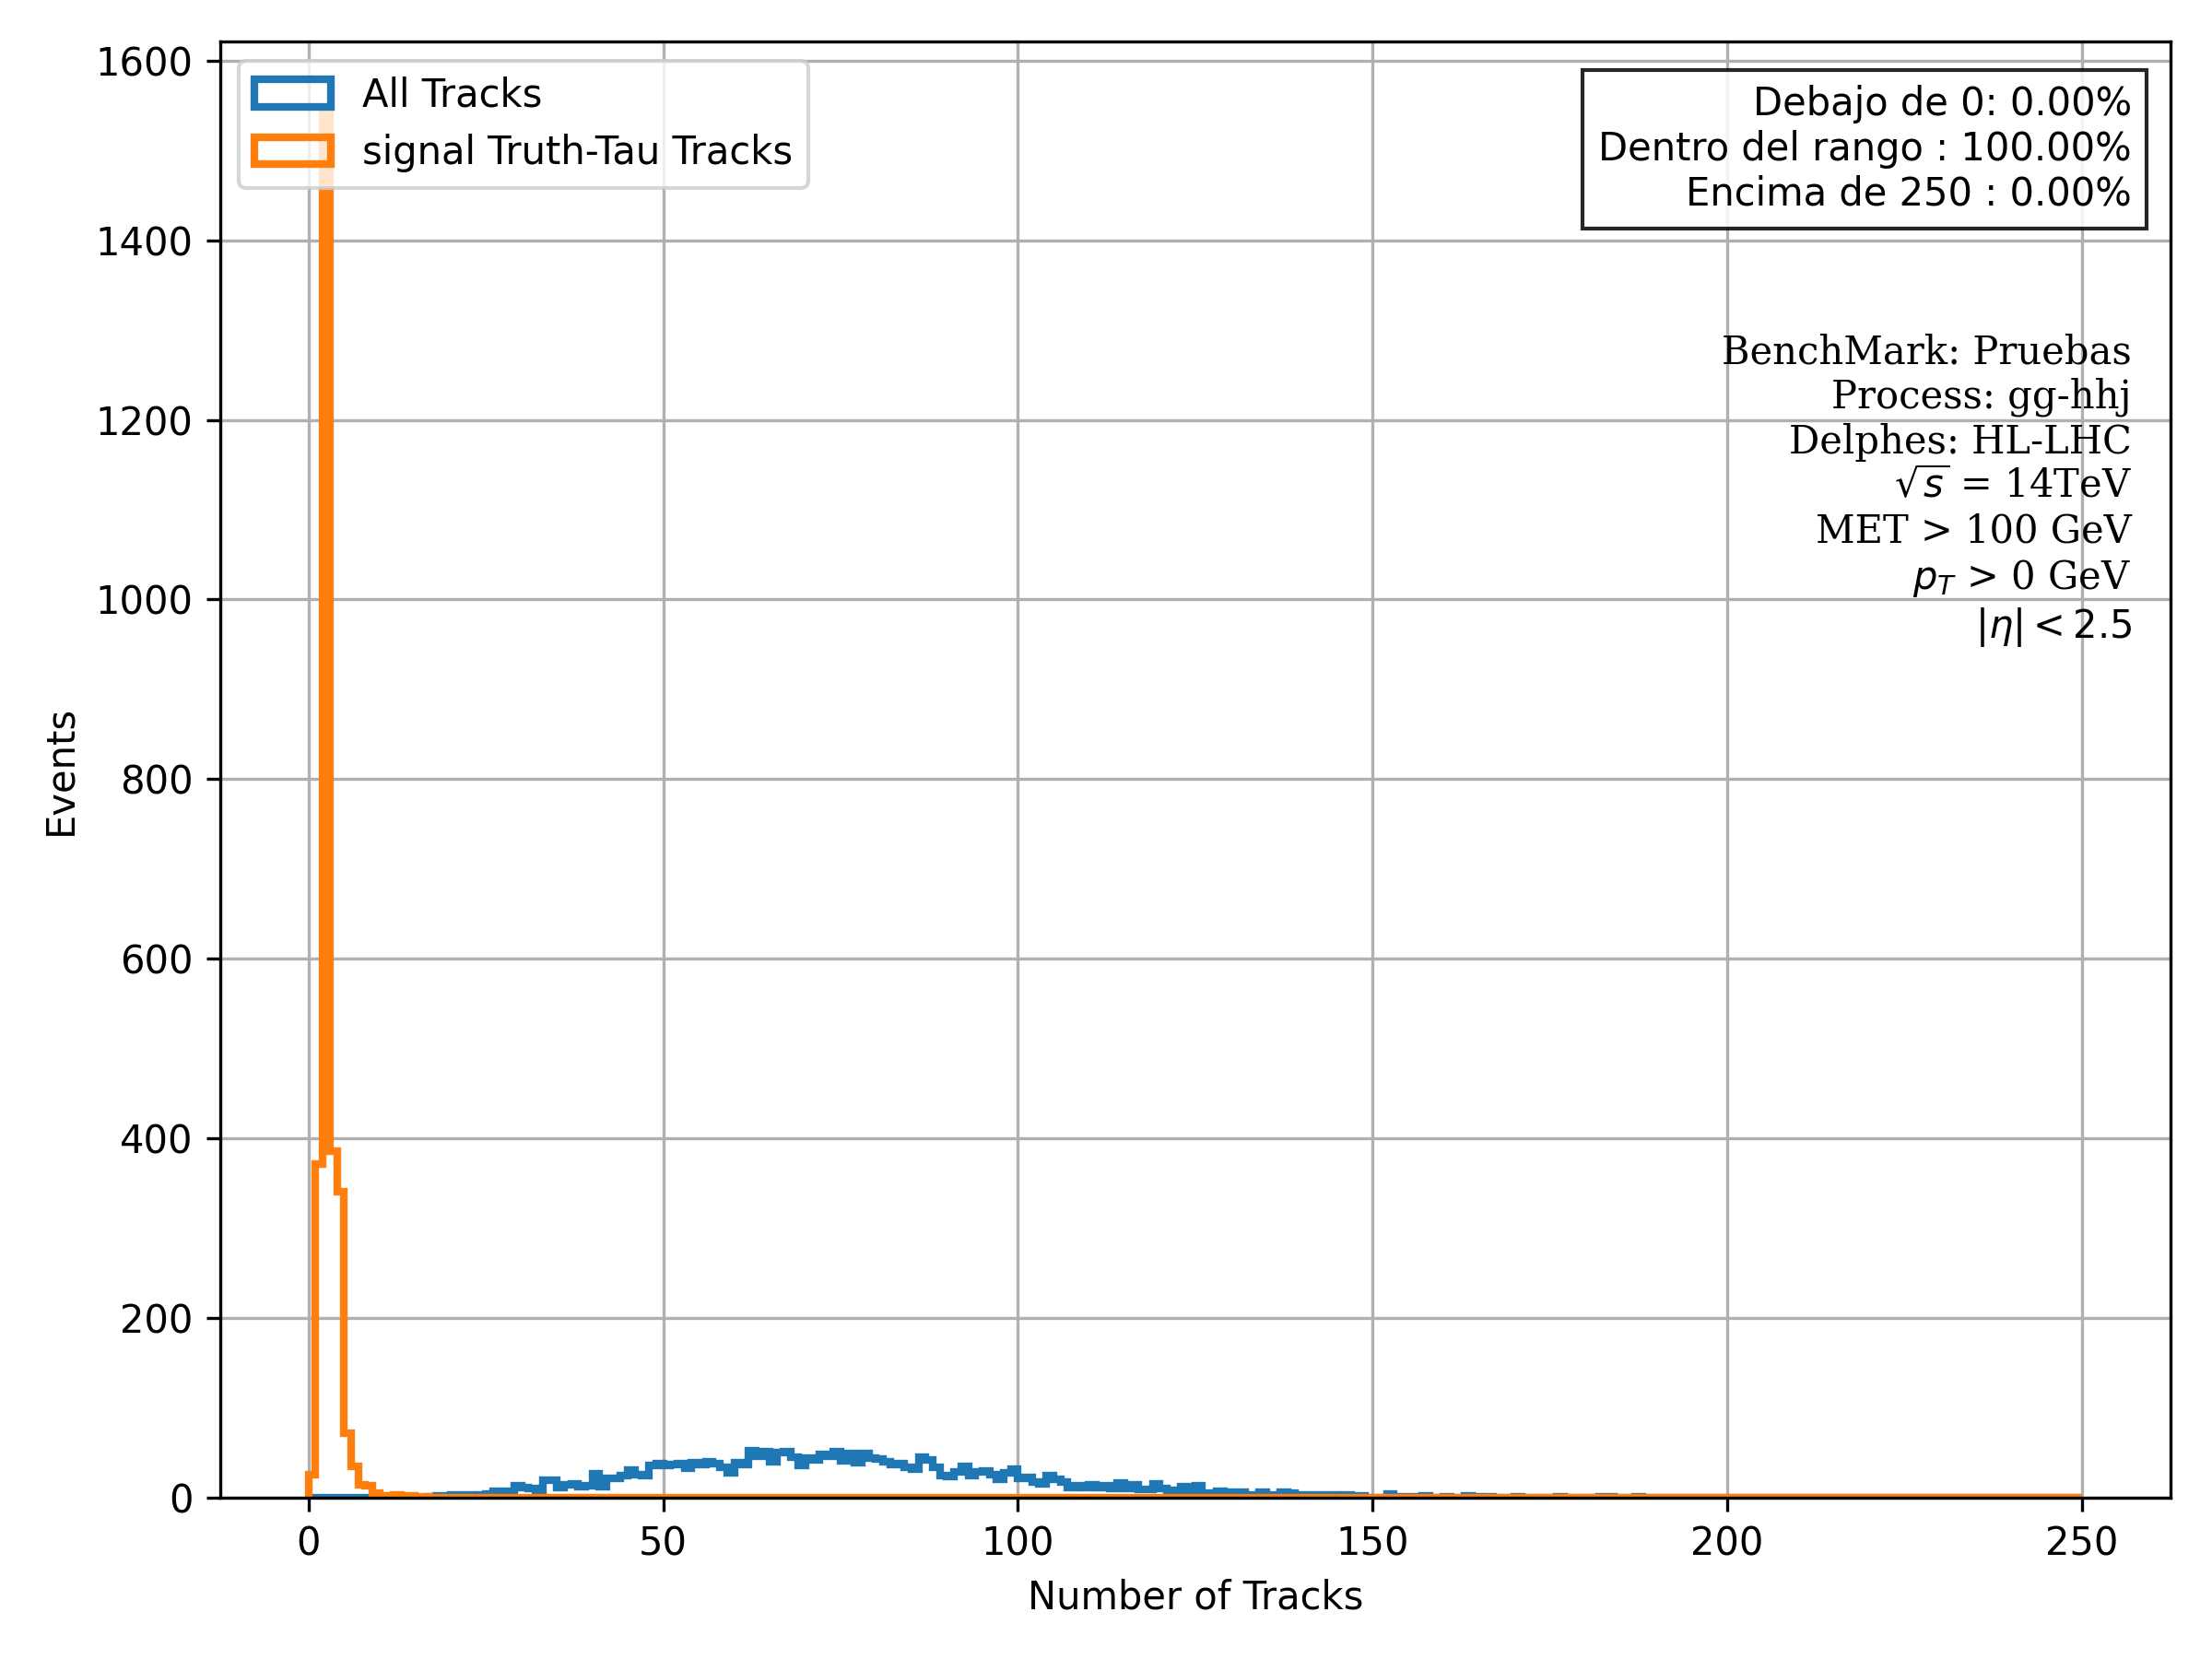 All Tracks
signal Truth-Tau Tracks
Debajo de 0: 0.00%
Dentro del rango : 100.00%
Encima de 250 : 0.00%
BenchMark: Pruebas
Process: gg-hhj
Delphes: HL-LHC
√s = 14TeV
MET > 100 GeV
p_T > 0 GeV
|η| < 2.5
1600
1400
1200
1000
800
600
400
200
0
Events
0 50 100 150 200 250
Number of Tracks